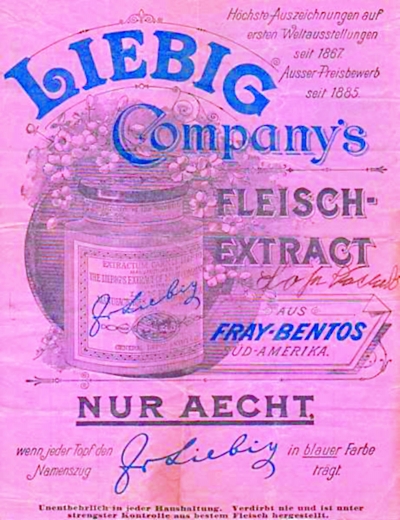 Höchste Auszeichnungen auf
ersten Weltausstellungen
seit 1867.
Ausser Preisbewerb
seit 1885.
LIEBIG
Company's
FLEISCH-
EXTRACT
J v Liebig
AUS
FRAY-BENTOS
SÜD-AMERIKA.
NUR AECHT,
wenn jeder Topf den
Namenszug
J v Liebig
in blauer Farbe
trägt.
Unentbehrlich in jeder Haushaltung. Verdirbt nie und ist unter
strengster Kontrolle aus bestem Fleisch hergestellt.